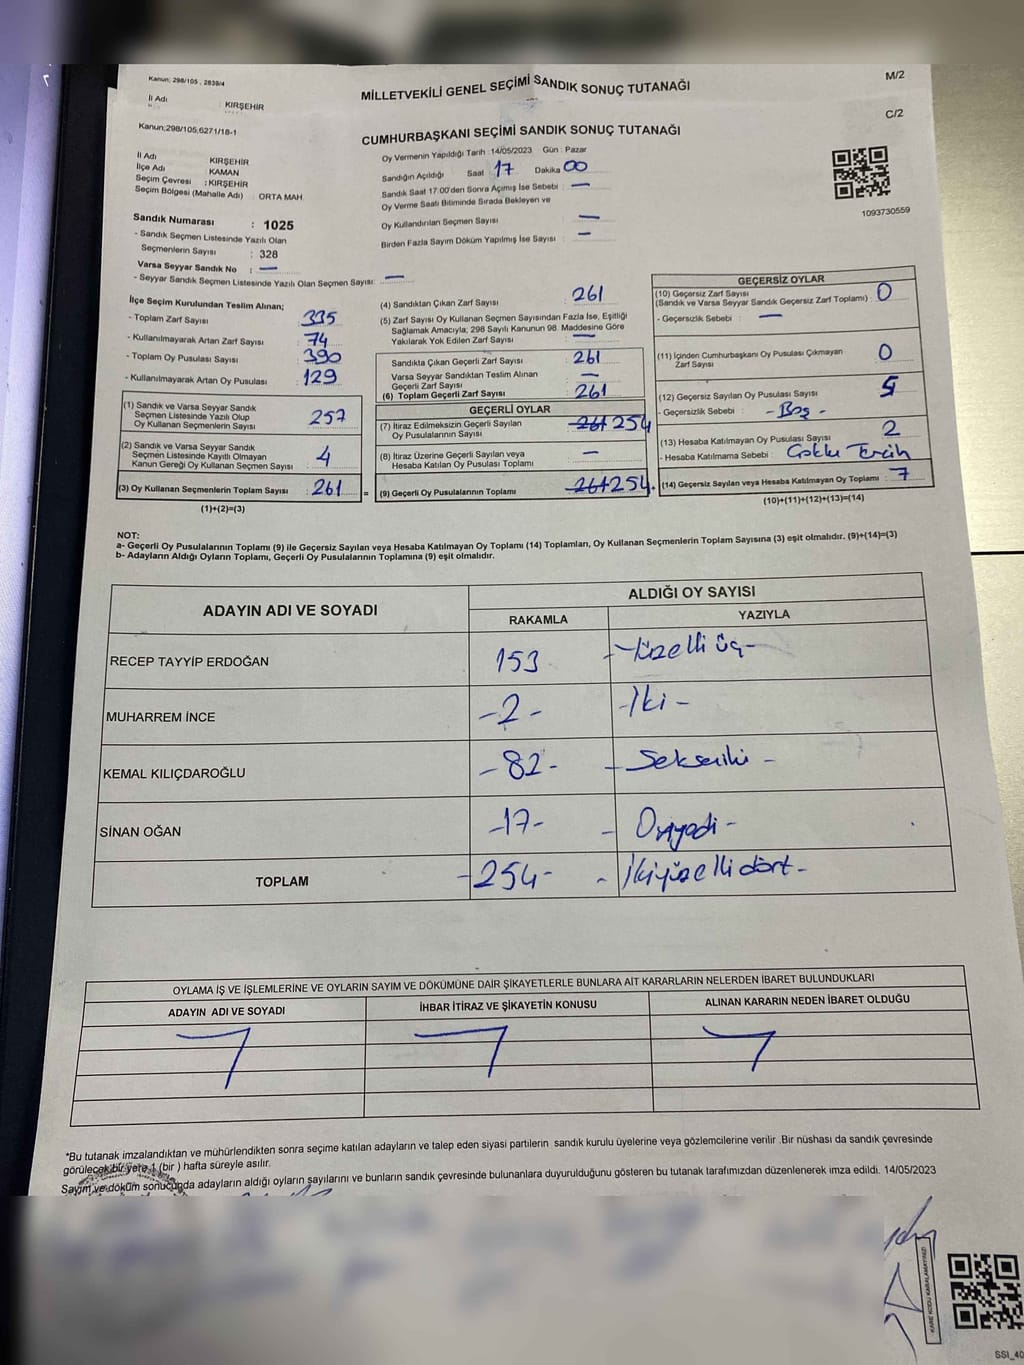 Kanun; 298/105 , 2839/4
MİLLETVEKİLİ GENEL SEÇİMİ SANDIK SONUÇ TUTANAĞI
M/2
İl Adı : KIRŞEHİR
C/2
Kanun;298/105,6271/18-1
CUMHURBAŞKANI SEÇİMİ SANDIK SONUÇ TUTANAĞI
İl Adı : KIRŞEHİR
İlçe Adı : KAMAN
Seçim Çevresi : KIRŞEHİR
Seçim Bölgesi (Mahalle Adı) : ORTA MAH.
Sandık Numarası : 1025
- Sandık Seçmen Listesinde Yazılı Olan
Seçmenlerin Sayısı : 328
Varsa Seyyar Sandık No : —
- Seyyar Sandık Seçmen Listesinde Yazılı Olan Seçmen Sayısı: —
Oy Vermenin Yapıldığı Tarih :14/05/2023 Gün : Pazar
Sandığın Açıldığı Saat 17 Dakika 00
Sandık Saat 17:00'den Sonra Açımış İse Sebebi : —
Oy Verme Saati Bitiminde Sırada Bekleyen ve
Oy Kullandırılan Seçmen Sayısı : —
Birden Fazla Sayım Döküm Yapılmış İse Sayısı : —
1093730559
İlçe Seçim Kurulundan Teslim Alınan;
- Toplam Zarf Sayısı : 335
- Kullanılmayarak Artan Zarf Sayısı : 74
- Toplam Oy Pusulası Sayısı : 390
- Kullanılmayarak Artan Oy Pusulası : 129
(1) Sandık ve Varsa Seyyar Sandık
Seçmen Listesinde Yazılı Olup
Oy Kullanan Seçmenlerin Sayısı : 257
(2) Sandık ve Varsa Seyyar Sandık
Seçmen Listesinde Kayıtlı Olmayan
Kanun Gereği Oy Kullanan Seçmen Sayısı : 4
(3) Oy Kullanan Seçmenlerin Toplam Sayısı : 261
(1)+(2)=(3)
(4) Sandıktan Çıkan Zarf Sayısı : 261
(5) Zarf Sayısı Oy Kullanan Seçmen Sayısından Fazla İse, Eşitliği
Sağlamak Amacıyla; 298 Sayılı Kanunun 98. Maddesine Göre
Yakılarak Yok Edilen Zarf Sayısı : —
Sandıkta Çıkan Geçerli Zarf Sayısı : 261
Varsa Seyyar Sandıktan Teslim Alınan
Geçerli Zarf Sayısı : —
(6) Toplam Geçerli Zarf Sayısı : 261
GEÇERLİ OYLAR
(7) İtiraz Edilmeksizin Geçerli Sayılan
Oy Pusulalarının Sayısı : 261 254
(8) İtiraz Üzerine Geçerli Sayılan veya
Hesaba Katılan Oy Pusulası Toplamı : —
= (9) Geçerli Oy Pusulalarının Toplamı : 261 254.
GEÇERSİZ OYLAR
(10) Geçersiz Zarf Sayısı
(Sandık ve Varsa Seyyar Sandık Geçersiz Zarf Toplamı) : 0
- Geçersizlik Sebebi : —
(11) İçinden Cumhurbaşkanı Oy Pusulası Çıkmayan
Zarf Sayısı : 0
(12) Geçersiz Sayılan Oy Pusulası Sayısı : 5
- Geçersizlik Sebebi : - Boş -
(13) Hesaba Katılmayan Oy Pusulası Sayısı : 2
- Hesaba Katılmama Sebebi : Çoklu Tercih
(14) Geçersiz Sayılan veya Hesaba Katılmayan Oy Toplamı : 7
(10)+(11)+(12)+(13)=(14)
NOT:
a- Geçerli Oy Pusulalarının Toplamı (9) ile Geçersiz Sayılan veya Hesaba Katılmayan Oy Toplamı (14) Toplamları, Oy Kullanan Seçmenlerin Toplam Sayısına (3) eşit olmalıdır. (9)+(14)=(3)
b- Adayların Aldığı Oyların Toplamı, Geçerli Oy Pusulalarının Toplamına (9) eşit olmalıdır.
ADAYIN ADI VE SOYADI ALDIĞI OY SAYISI
RAKAMLA YAZIYLA
RECEP TAYYİP ERDOĞAN 153 - Yüzelli üç -
MUHARREM İNCE - 2 - - İki -
KEMAL KILIÇDAROĞLU - 82 - - Seksen iki -
SİNAN OĞAN - 17 - - Onyedi -
TOPLAM - 254 - - İkiyüz elli dört -
OYLAMA İŞ VE İŞLEMLERİNE VE OYLARIN SAYIM VE DÖKÜMÜNE DAİR ŞİKAYETLERLE BUNLARA AİT KARARLARIN NELERDEN İBARET BULUNDUKLARI
ADAYIN ADI VE SOYADI İHBAR İTİRAZ VE ŞİKAYETİN KONUSU ALINAN KARARIN NEDEN İBARET OLDUĞU
*Bu tutanak imzalandıktan ve mühürlendikten sonra seçime katılan adayların ve talep eden siyasi partilerin sandık kurulu üyelerine veya gözlemcilerine verilir .Bir nüshası da sandık çevresinde
görülecek bir yere 1 (bir ) hafta süreyle asılır.
Sayım ve döküm sonucunda adayların aldığı oyların sayılarını ve bunların sandık çevresinde bulunanlara duyurulduğunu gösteren bu tutanak tarafımızdan düzenlenerek imza edildi. 14/05/2023
KARE KODU KARALAMAYINIZ!
SSI_40